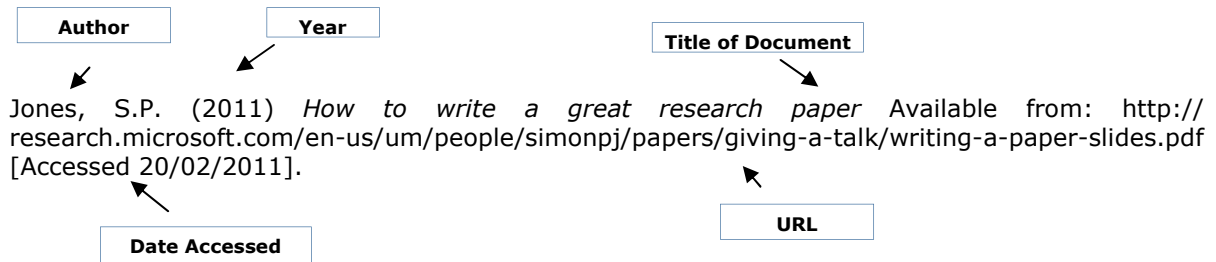 Author
Year
Title of Document
Jones, S.P. (2011) How to write a great research paper Available from: http://
research.microsoft.com/en-us/um/people/simonpj/papers/giving-a-talk/writing-a-paper-slides.pdf
[Accessed 20/02/2011].
URL
Date Accessed